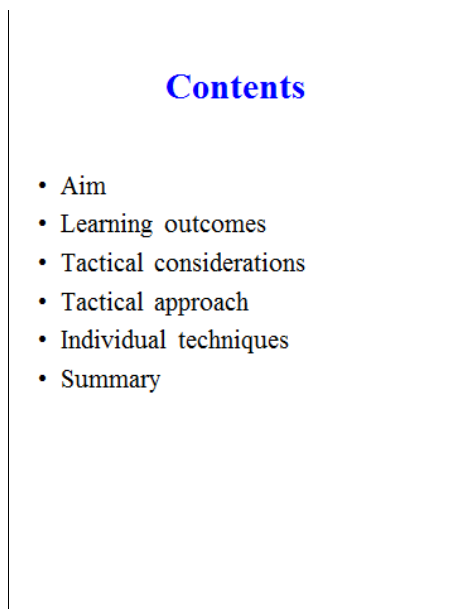 Contents
• Aim
• Learning outcomes
• Tactical considerations
• Tactical approach
• Individual techniques
• Summary